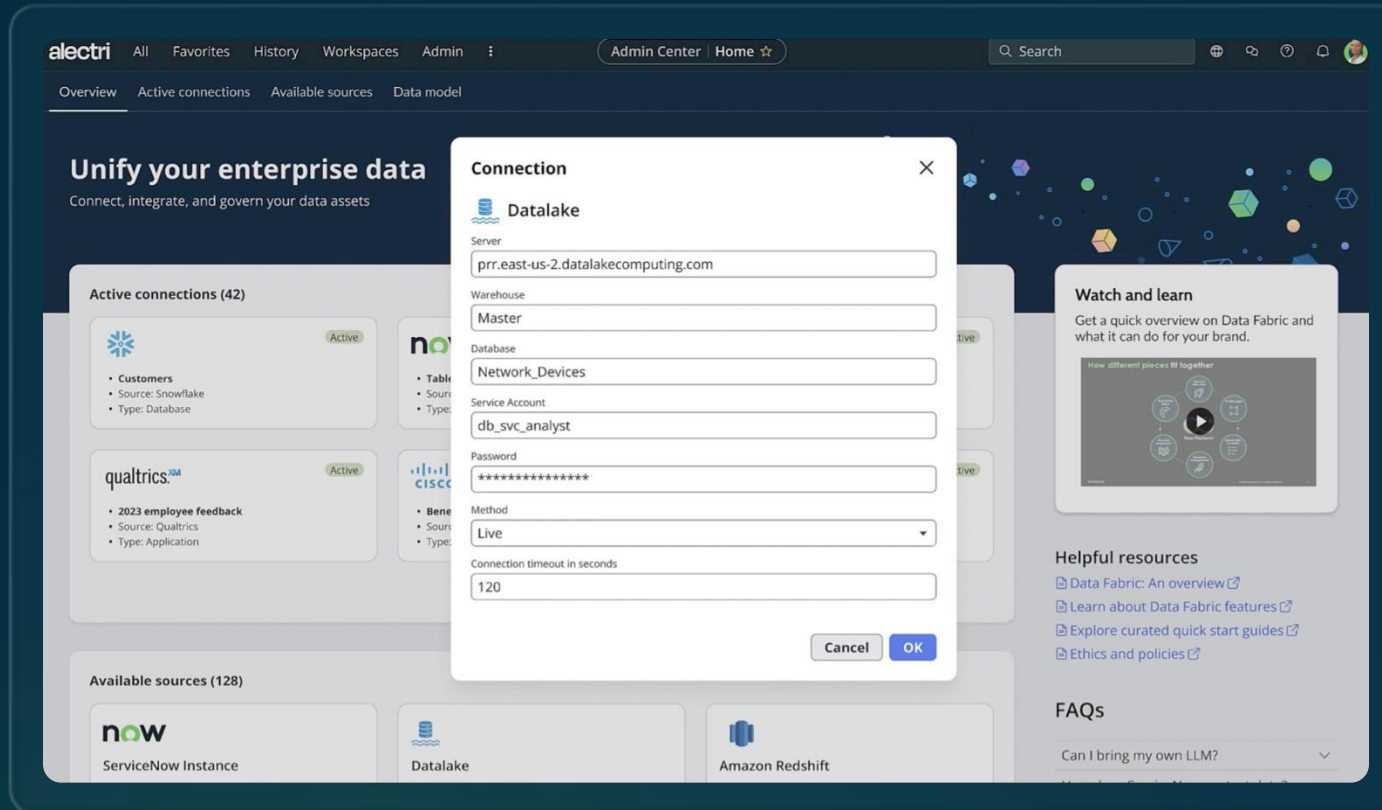 alectri All Favorites History Workspaces Admin Admin Center | Home Search
Overview Active connections Available sources Data model
Unify your enterprise data
Connect, integrate, and govern your data assets
Active connections (42)
Active
• Customers
• Source: Snowflake
• Type: Database
qualtrics.XM
Active
• 2023 employee feedback
• Source: Qualtrics
• Type: Application
CISCO
Connection
Datalake
Server
prr.east-us-2.datalakecomputing.com
Warehouse
Master
Database
Network_Devices
Service Account
db_svc_analyst
Password
***************
Method
Live
Connection timeout in seconds
120
Cancel OK
Available sources (128)
now
ServiceNow Instance
Datalake
Amazon Redshift
Watch and learn
Get a quick overview on Data Fabric and
what it can do for your brand.
How different pieces fit together
Helpful resources
Data Fabric: An overview
Learn about Data Fabric features
Explore curated quick start guides
Ethics and policies
FAQs
Can I bring my own LLM?